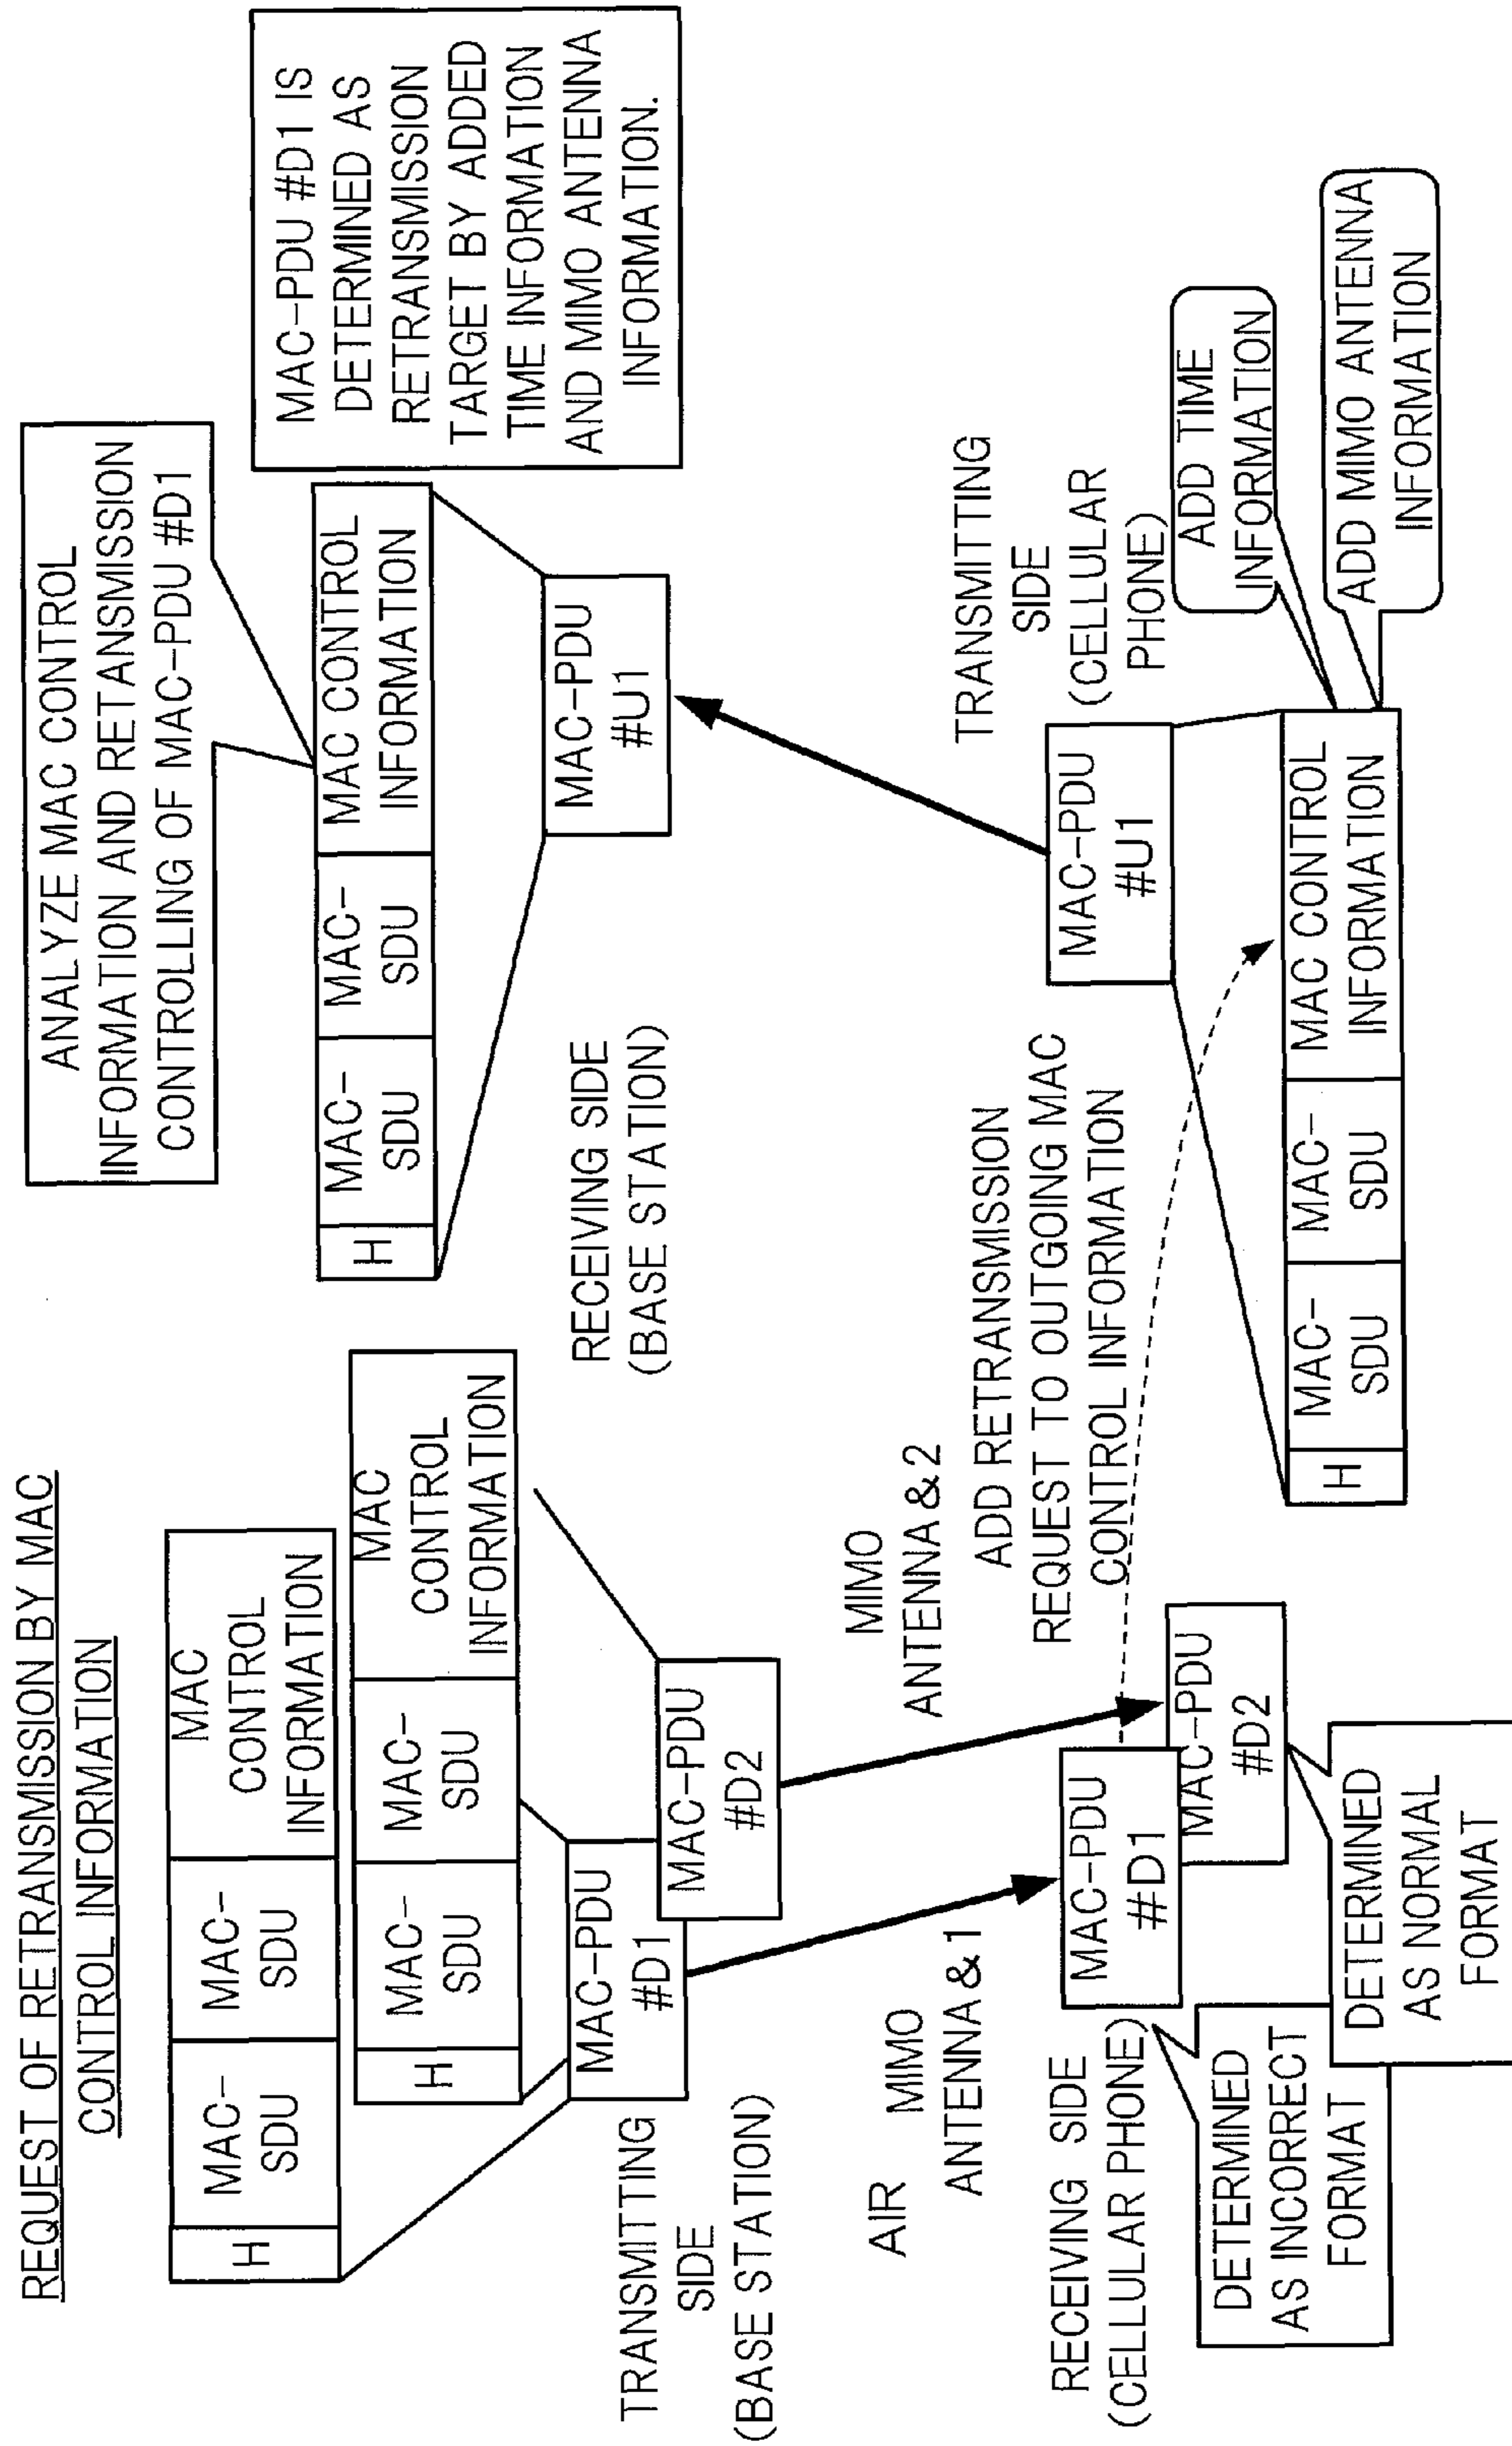 REQUEST OF RETRANSMISSION BY MAC
CONTROL INFORMATION
H
MAC-
SDU
MAC-
SDU
MAC
CONTROL
INFORMATION
H
MAC-
SDU
MAC-
SDU
MAC
CONTROL
INFORMATION
MAC-PDU
#D1
MAC-PDU
#D2
TRANSMITTING
SIDE
(BASE STATION)
AIR
MIMO
ANTENNA&1
MIMO
ANTENNA&2
RECEIVING SIDE
(CELLULAR PHONE)
MAC-PDU
#D1
MAC-PDU
#D2
DETERMINED
AS INCORRECT
FORMAT
DETERMINED
AS NORMAL
FORMAT
ANALYZE MAC CONTROL
INFORMATION AND RETANSMISSION
CONTROLLING OF MAC-PDU #D1
H
MAC-
SDU
MAC-
SDU
MAC CONTROL
INFORMATION
MAC-PDU #D1 IS
DETERMINED AS
RETRANSMISSION
TARGET BY ADDED
TIME INFORMATION
AND MIMO ANTENNA
INFORMATION.
MAC-PDU
#U1
RECEIVING SIDE
(BASE STATION)
ADD RETRANSMISSION
REQUEST TO OUTGOING MAC
CONTROL INFORMATION
TRANSMITTING
SIDE
(CELLULAR
PHONE)
MAC-PDU
#U1
H
MAC-
SDU
MAC-
SDU
MAC CONTROL
INFORMATION
ADD TIME
INFORMATION
ADD MIMO ANTENNA
INFORMATION